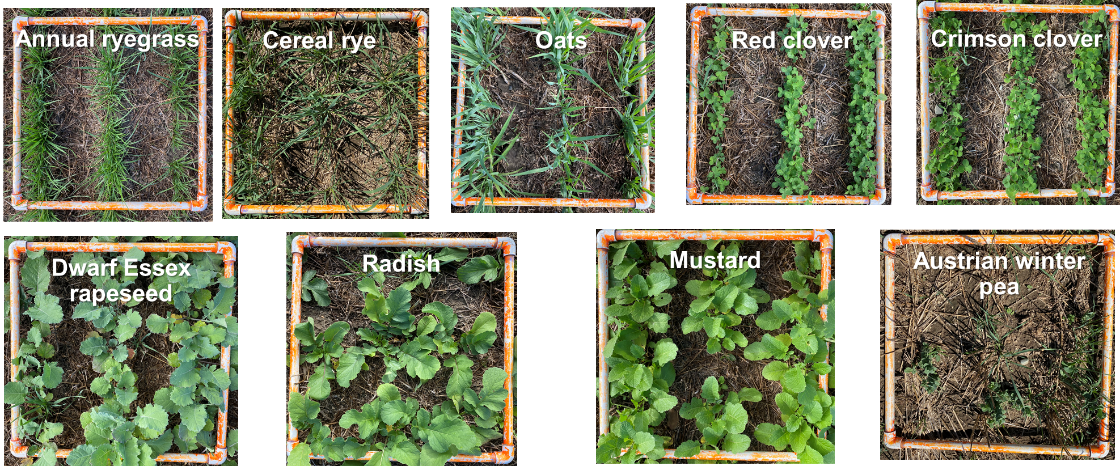 Annual ryegrass
Cereal rye
Oats
Red clover
Crimson clover
Dwarf Essex
rapeseed
Radish
Mustard
Austrian winter
pea